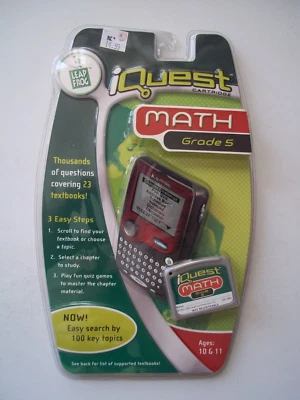 LEAP
FROG
iQuest
CARTRIDGE
MATH
Grade 5
Thousands
of questions
covering 23
textbooks!
3 Easy Steps
1. Scroll to find your
textbook or choose
a topic.
2. Select a chapter
to study.
3. Play fun quiz games
to master the chapter
material.
iQuest
MATH
NOW!
Easy search by
100 key topics
Ages:
10 & 11
See back for list of supported textbooks!